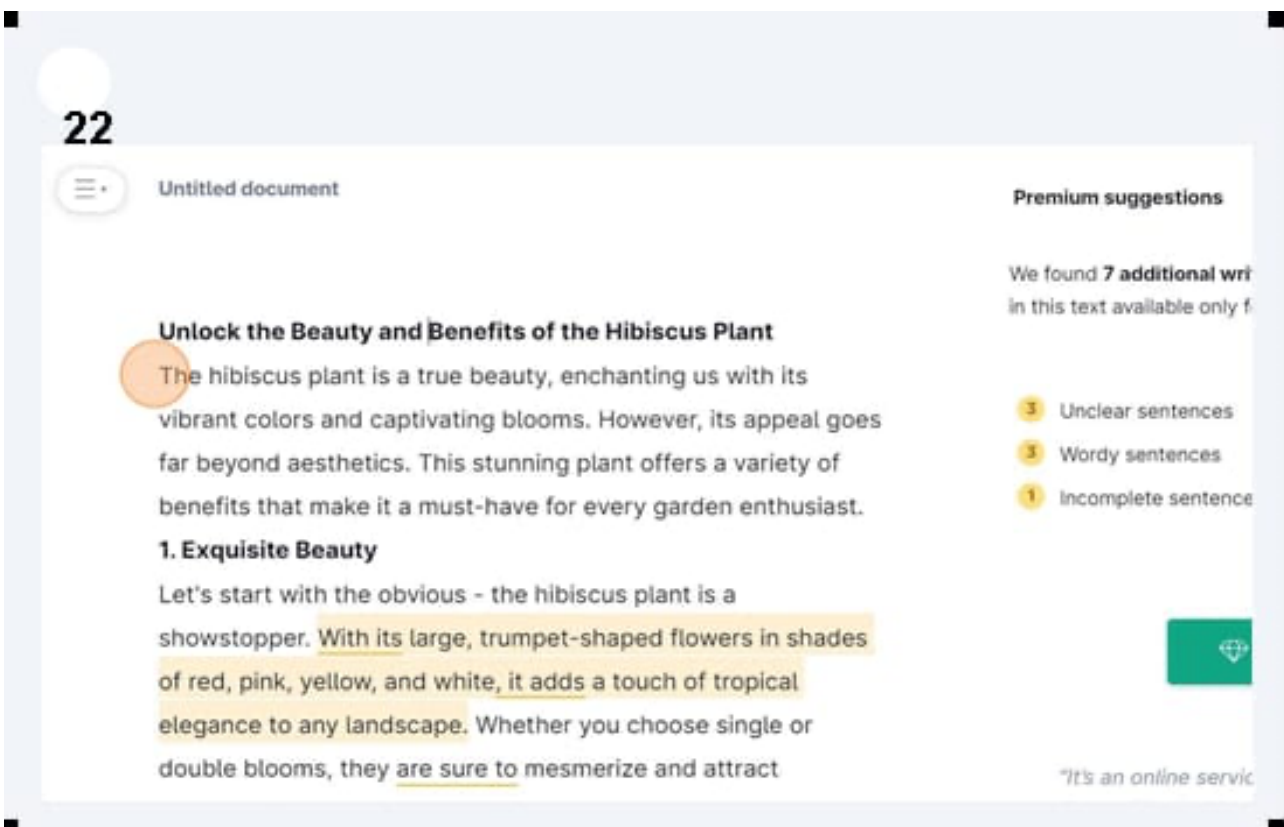 22
Untitled document
Unlock the Beauty and Benefits of the Hibiscus Plant
The hibiscus plant is a true beauty, enchanting us with its
vibrant colors and captivating blooms. However, its appeal goes
far beyond aesthetics. This stunning plant offers a variety of
benefits that make it a must-have for every garden enthusiast.
1. Exquisite Beauty
Let's start with the obvious - the hibiscus plant is a
showstopper. With its large, trumpet-shaped flowers in shades
of red, pink, yellow, and white, it adds a touch of tropical
elegance to any landscape. Whether you choose single or
double blooms, they are sure to mesmerize and attract
Premium suggestions
We found 7 additional wri
in this text available only f
3 Unclear sentences
3 Wordy sentences
1 Incomplete sentence
"It's an online servic